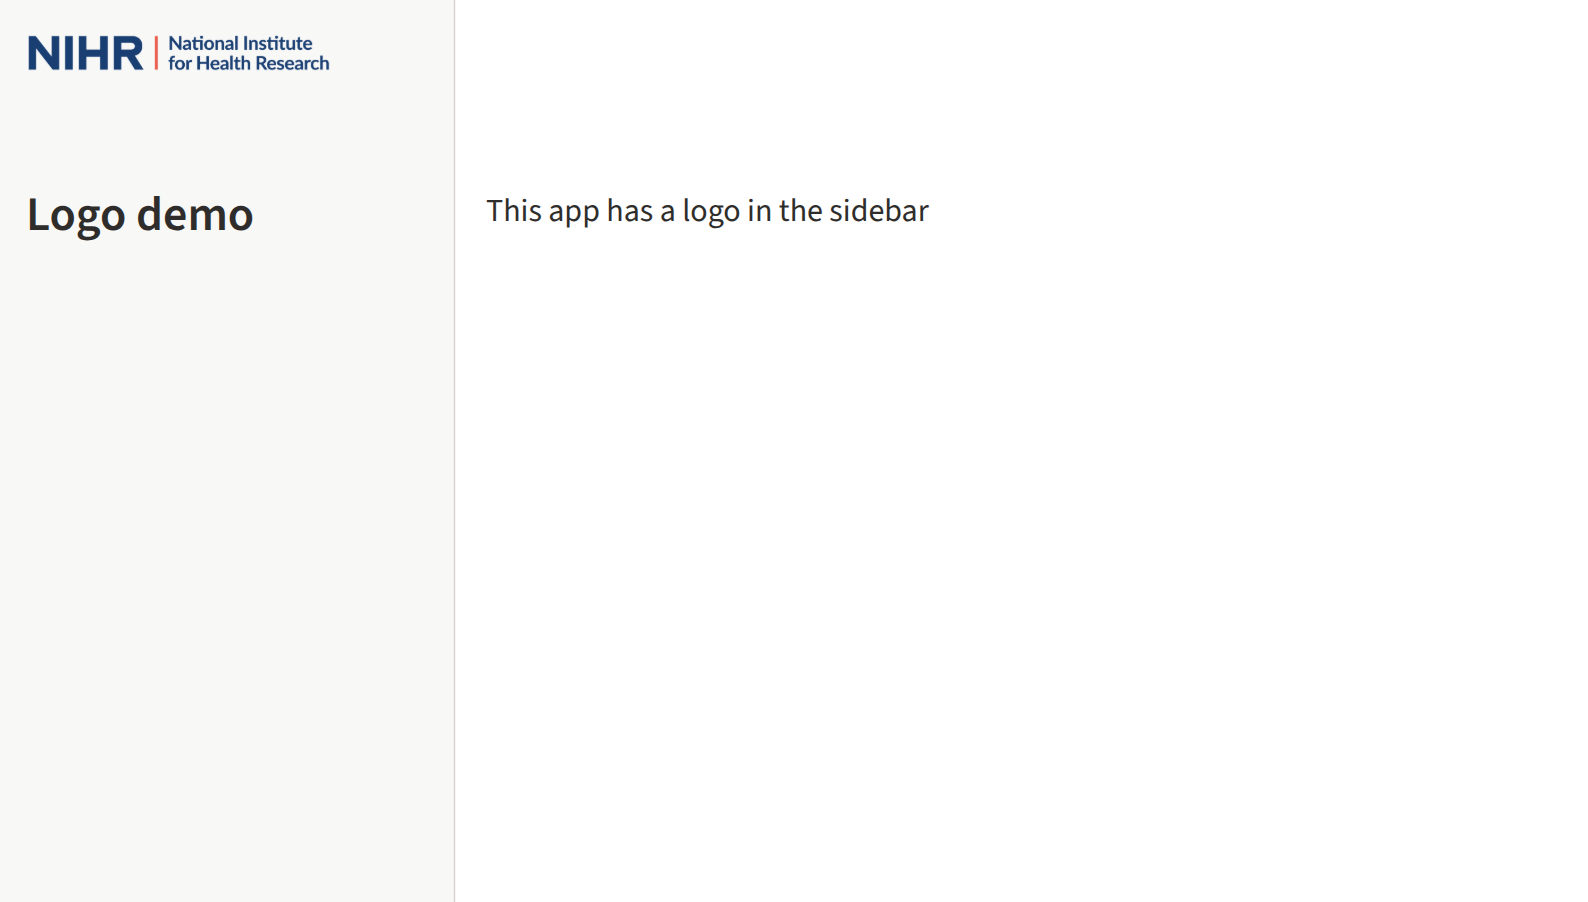 NIHR
National Institute
for Health Research
Logo demo
This app has a logo in the sidebar